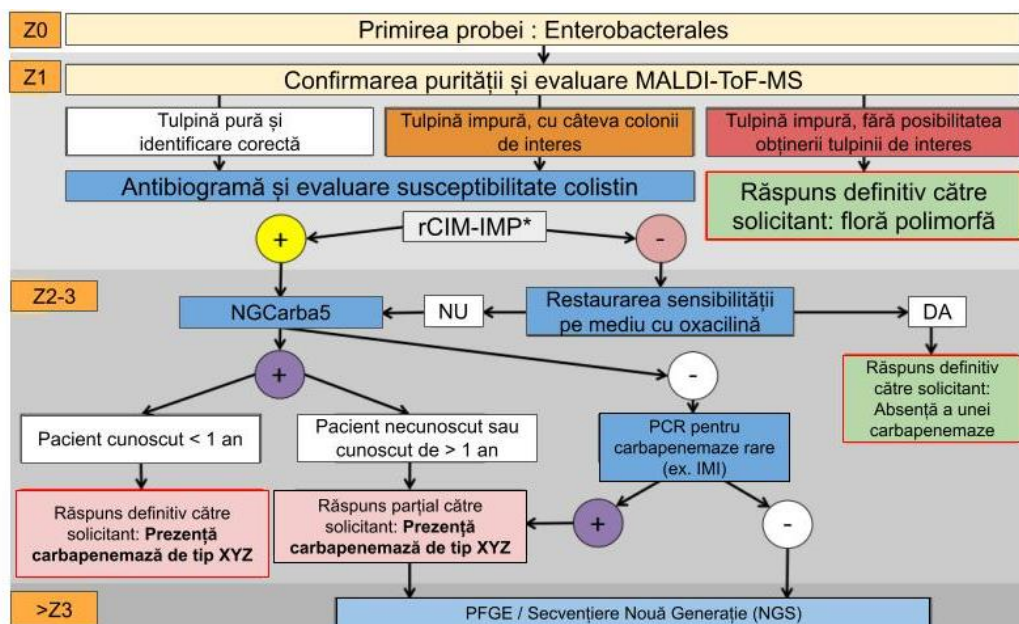 Z0
Primirea probei : Enterobacterales
Z1
Confirmarea purității și evaluare MALDI-ToF-MS
Tulpină pură și
identificare corectă
Tulpină impură, cu câteva colonii
de interes
Tulpină impură, fără posibilitatea
obținerii tulpinii de interes
Antibiogramă și evaluare susceptibilitate colistin
Răspuns definitiv către
solicitant: floră polimorfă
+
rCIM-IMP*
-
Z2-3
NGCarba5
NU
Restaurarea sensibilității
pe mediu cu oxacilină
DA
+
-
Răspuns definitiv
către solicitant:
Absență a unei
carbapenemaze
Pacient cunoscut < 1 an
Pacient necunoscut sau
cunoscut de > 1 an
PCR pentru
carbapenemaze rare
(ex. IMI)
Răspuns definitiv către
solicitant: Prezență
carbapenemază de tip XYZ
Răspuns parțial către
solicitant: Prezență
carbapenemază de tip XYZ
+
-
>Z3
PFGE / Secvențiere Nouă Generație (NGS)